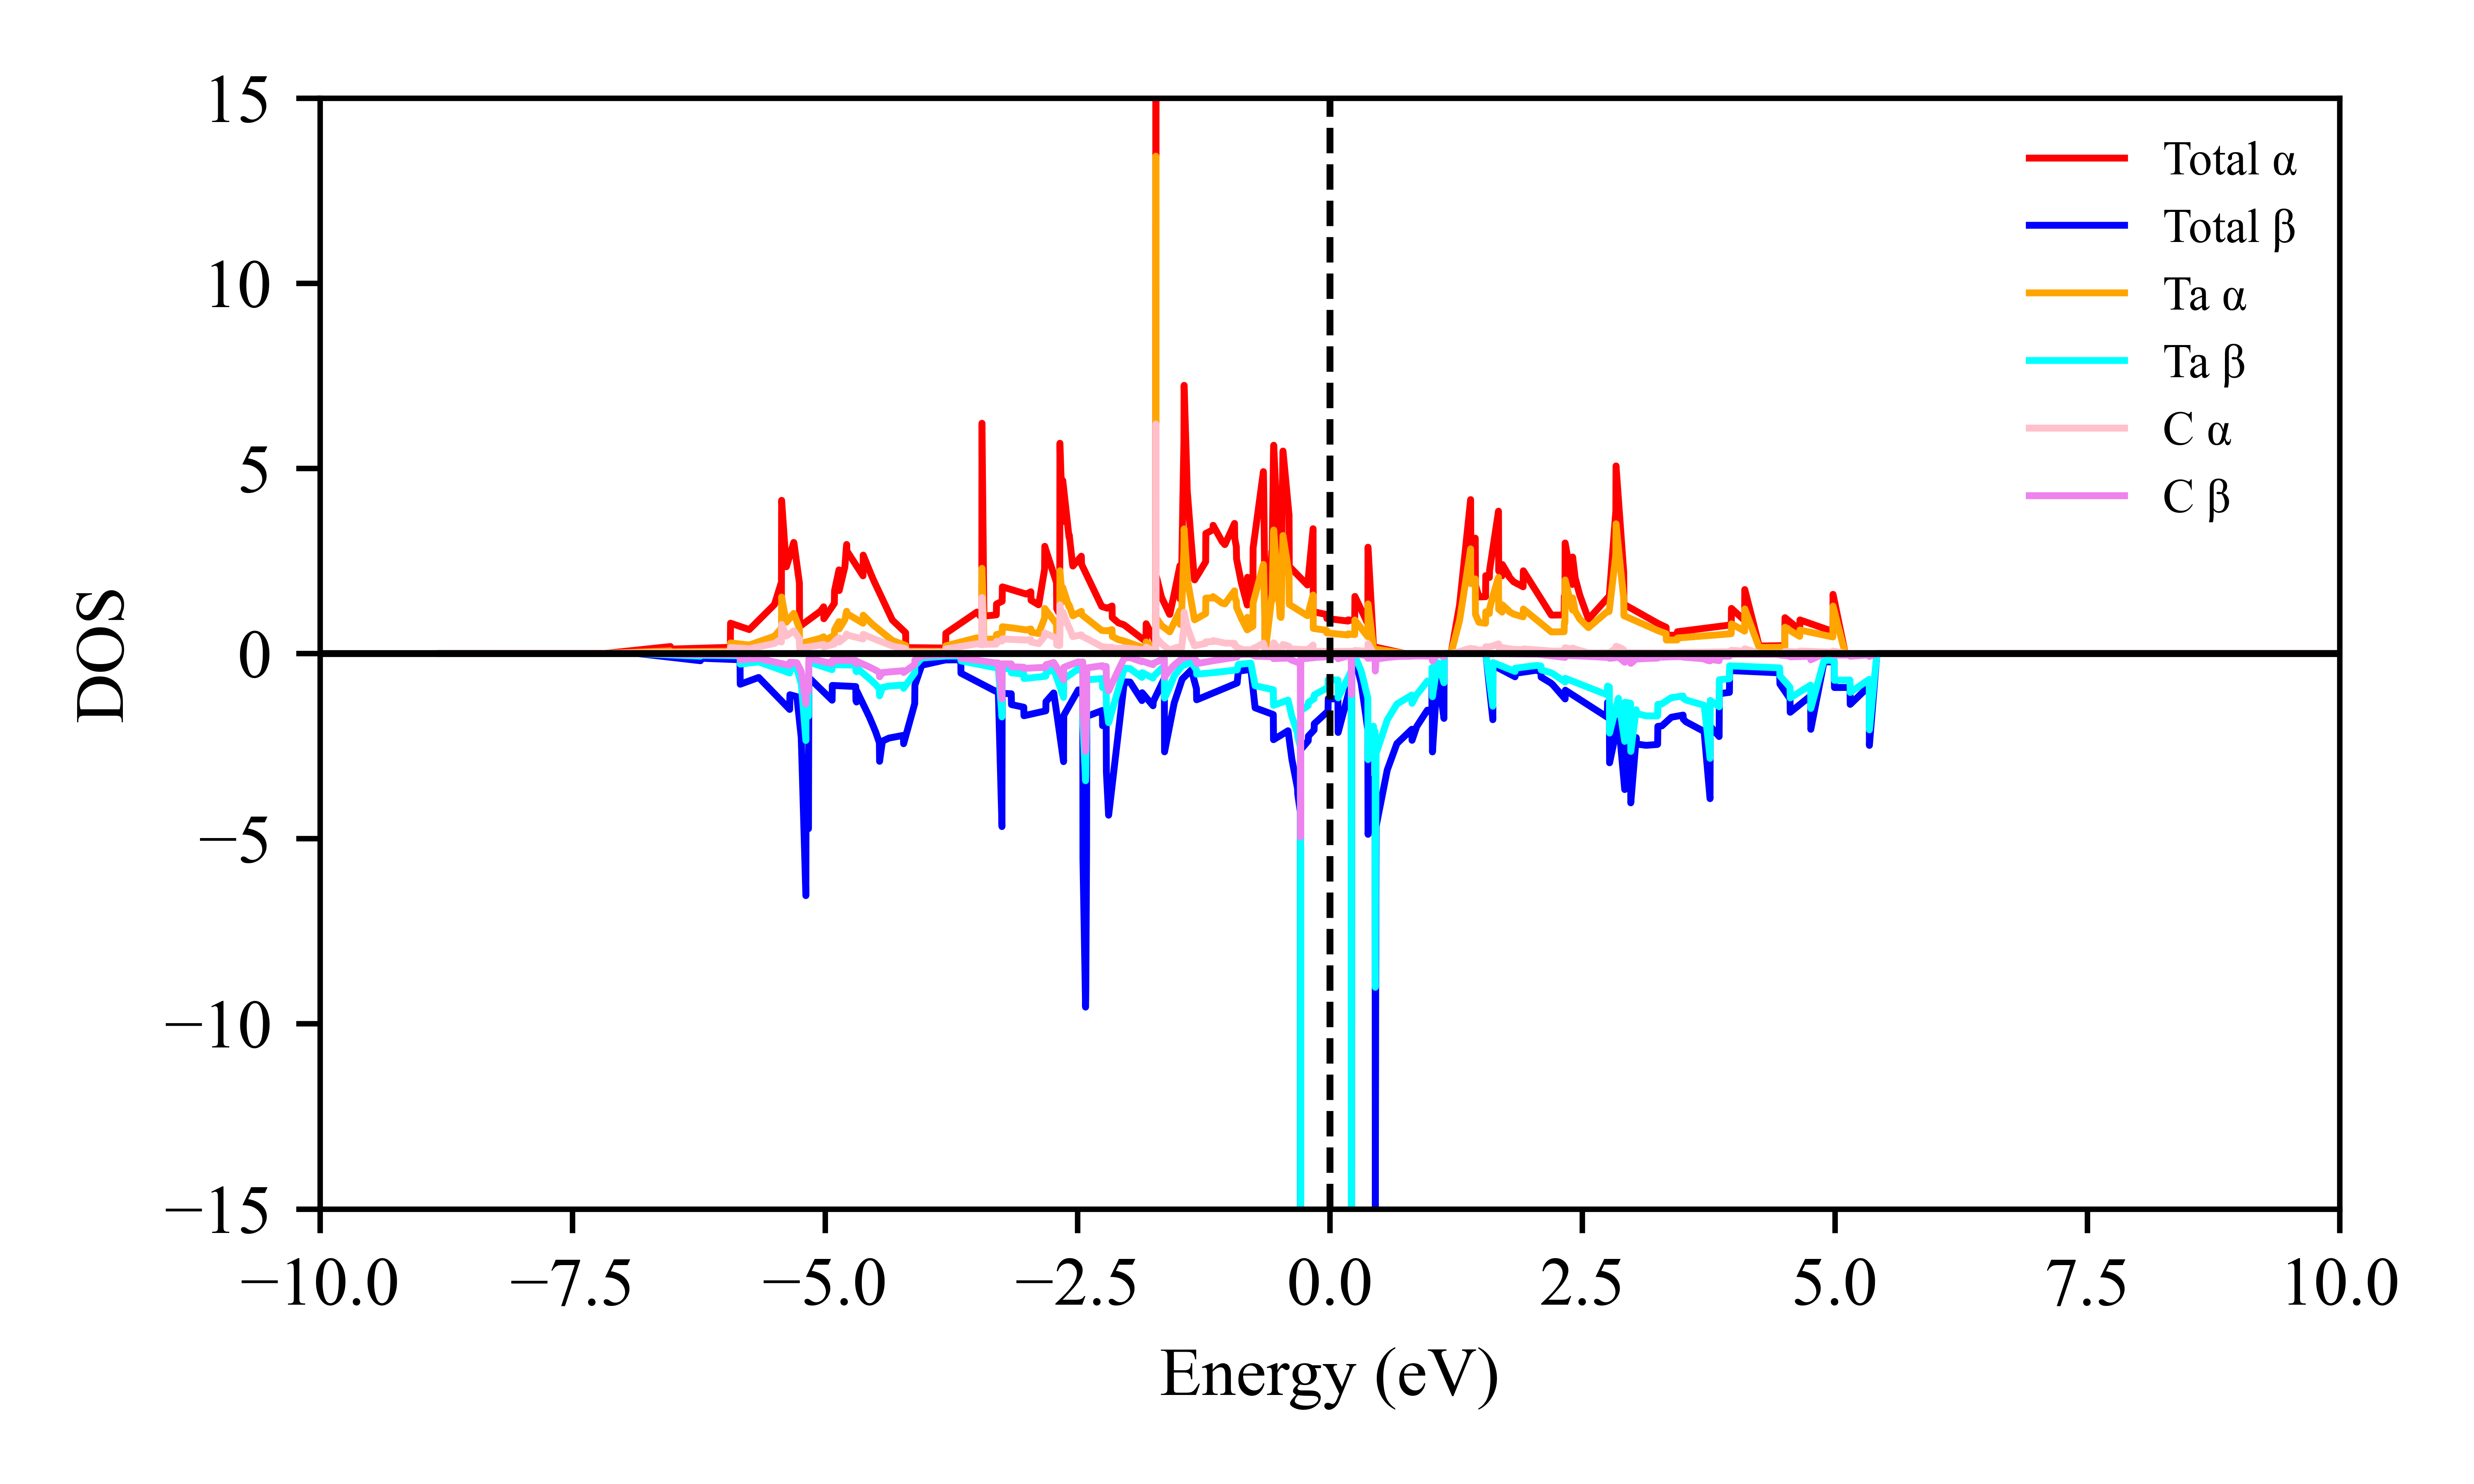 15
10
5
0
−5
−10
−15
DOS
−10.0 −7.5 −5.0 −2.5 0.0 2.5 5.0 7.5 10.0
Energy (eV)
Total α
Total β
Ta α
Ta β
C α
C β